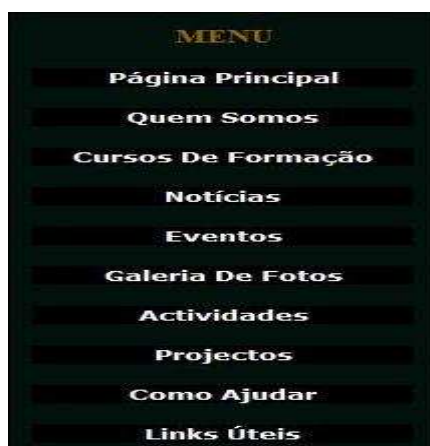 MENU
Página Principal
Quem Somos
Cursos De Formação
Notícias
Eventos
Galeria De Fotos
Actividades
Projectos
Como Ajudar
Links Úteis